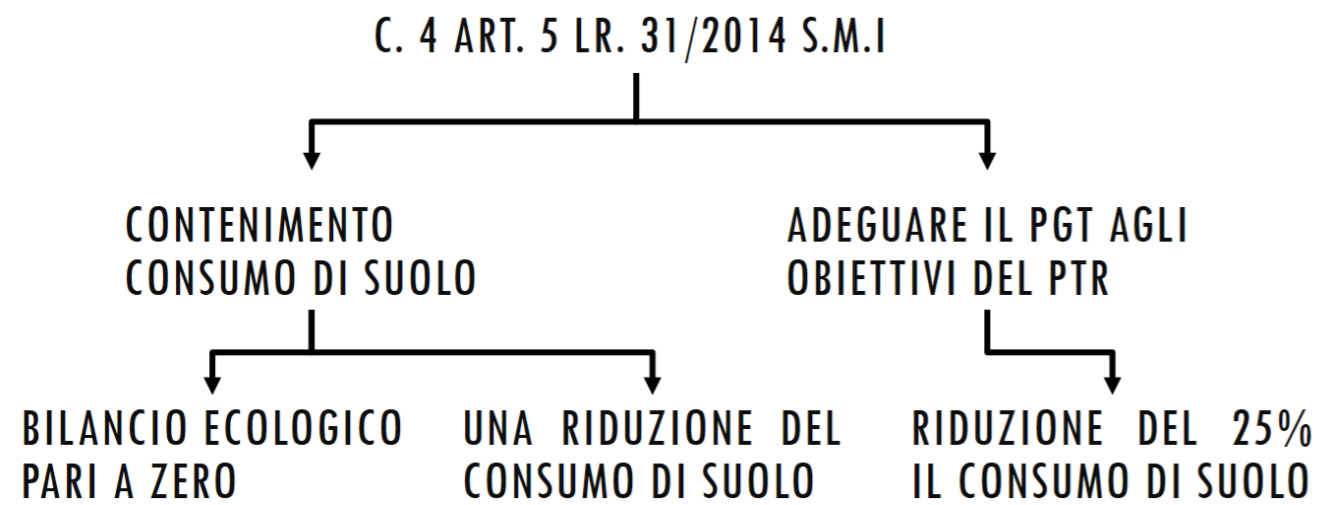 C. 4 ART. 5 LR. 31/2014 S.M.I
CONTENIMENTO
CONSUMO DI SUOLO
ADEGUARE IL PGT AGLI
OBIETTIVI DEL PTR
BILANCIO ECOLOGICO
PARI A ZERO
UNA RIDUZIONE DEL
CONSUMO DI SUOLO
RIDUZIONE DEL 25%
IL CONSUMO DI SUOLO